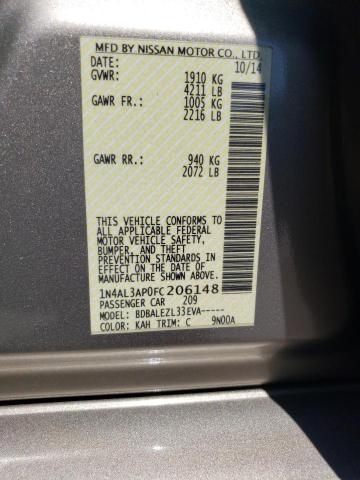 MFD BY NISSAN MOTOR CO., LTD.
DATE: 10/14
GVWR: 1910 KG
4211 LB
GAWR FR.: 1005 KG
2216 LB
GAWR RR.: 940 KG
2072 LB
THIS VEHICLE CONFORMS TO
ALL APPLICABLE FEDERAL
MOTOR VEHICLE SAFETY,
BUMPER, AND THEFT
PREVENTION STANDARDS IN
EFFECT ON THE DATE OF
MANUFACTURE SHOWN ABOVE.
1N4AL3AP0FC206148
PASSENGER CAR 209
MODEL: BDBALEZL33EVA-----
COLOR: KAH TRIM: C 9N00A